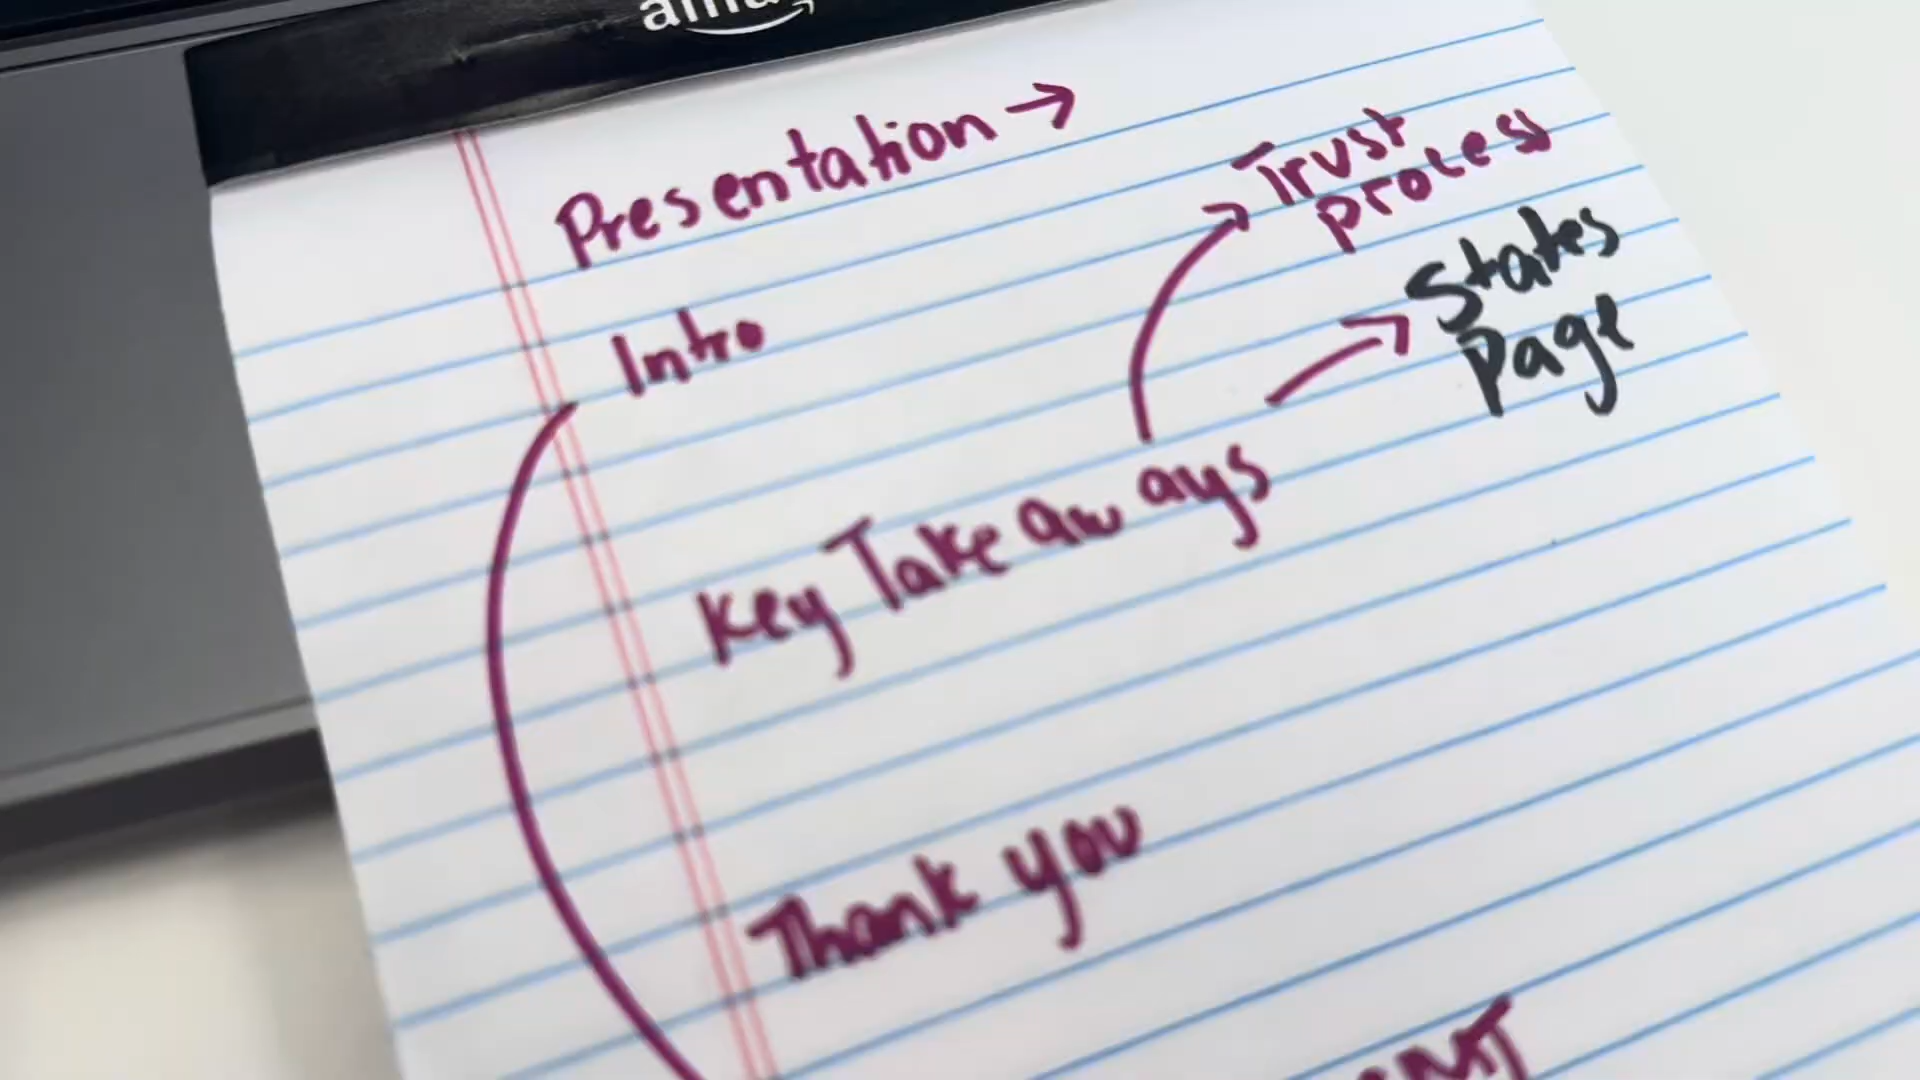 Presentation →
Trust
process
States
Page
Intro
Key Take aways
Thank you